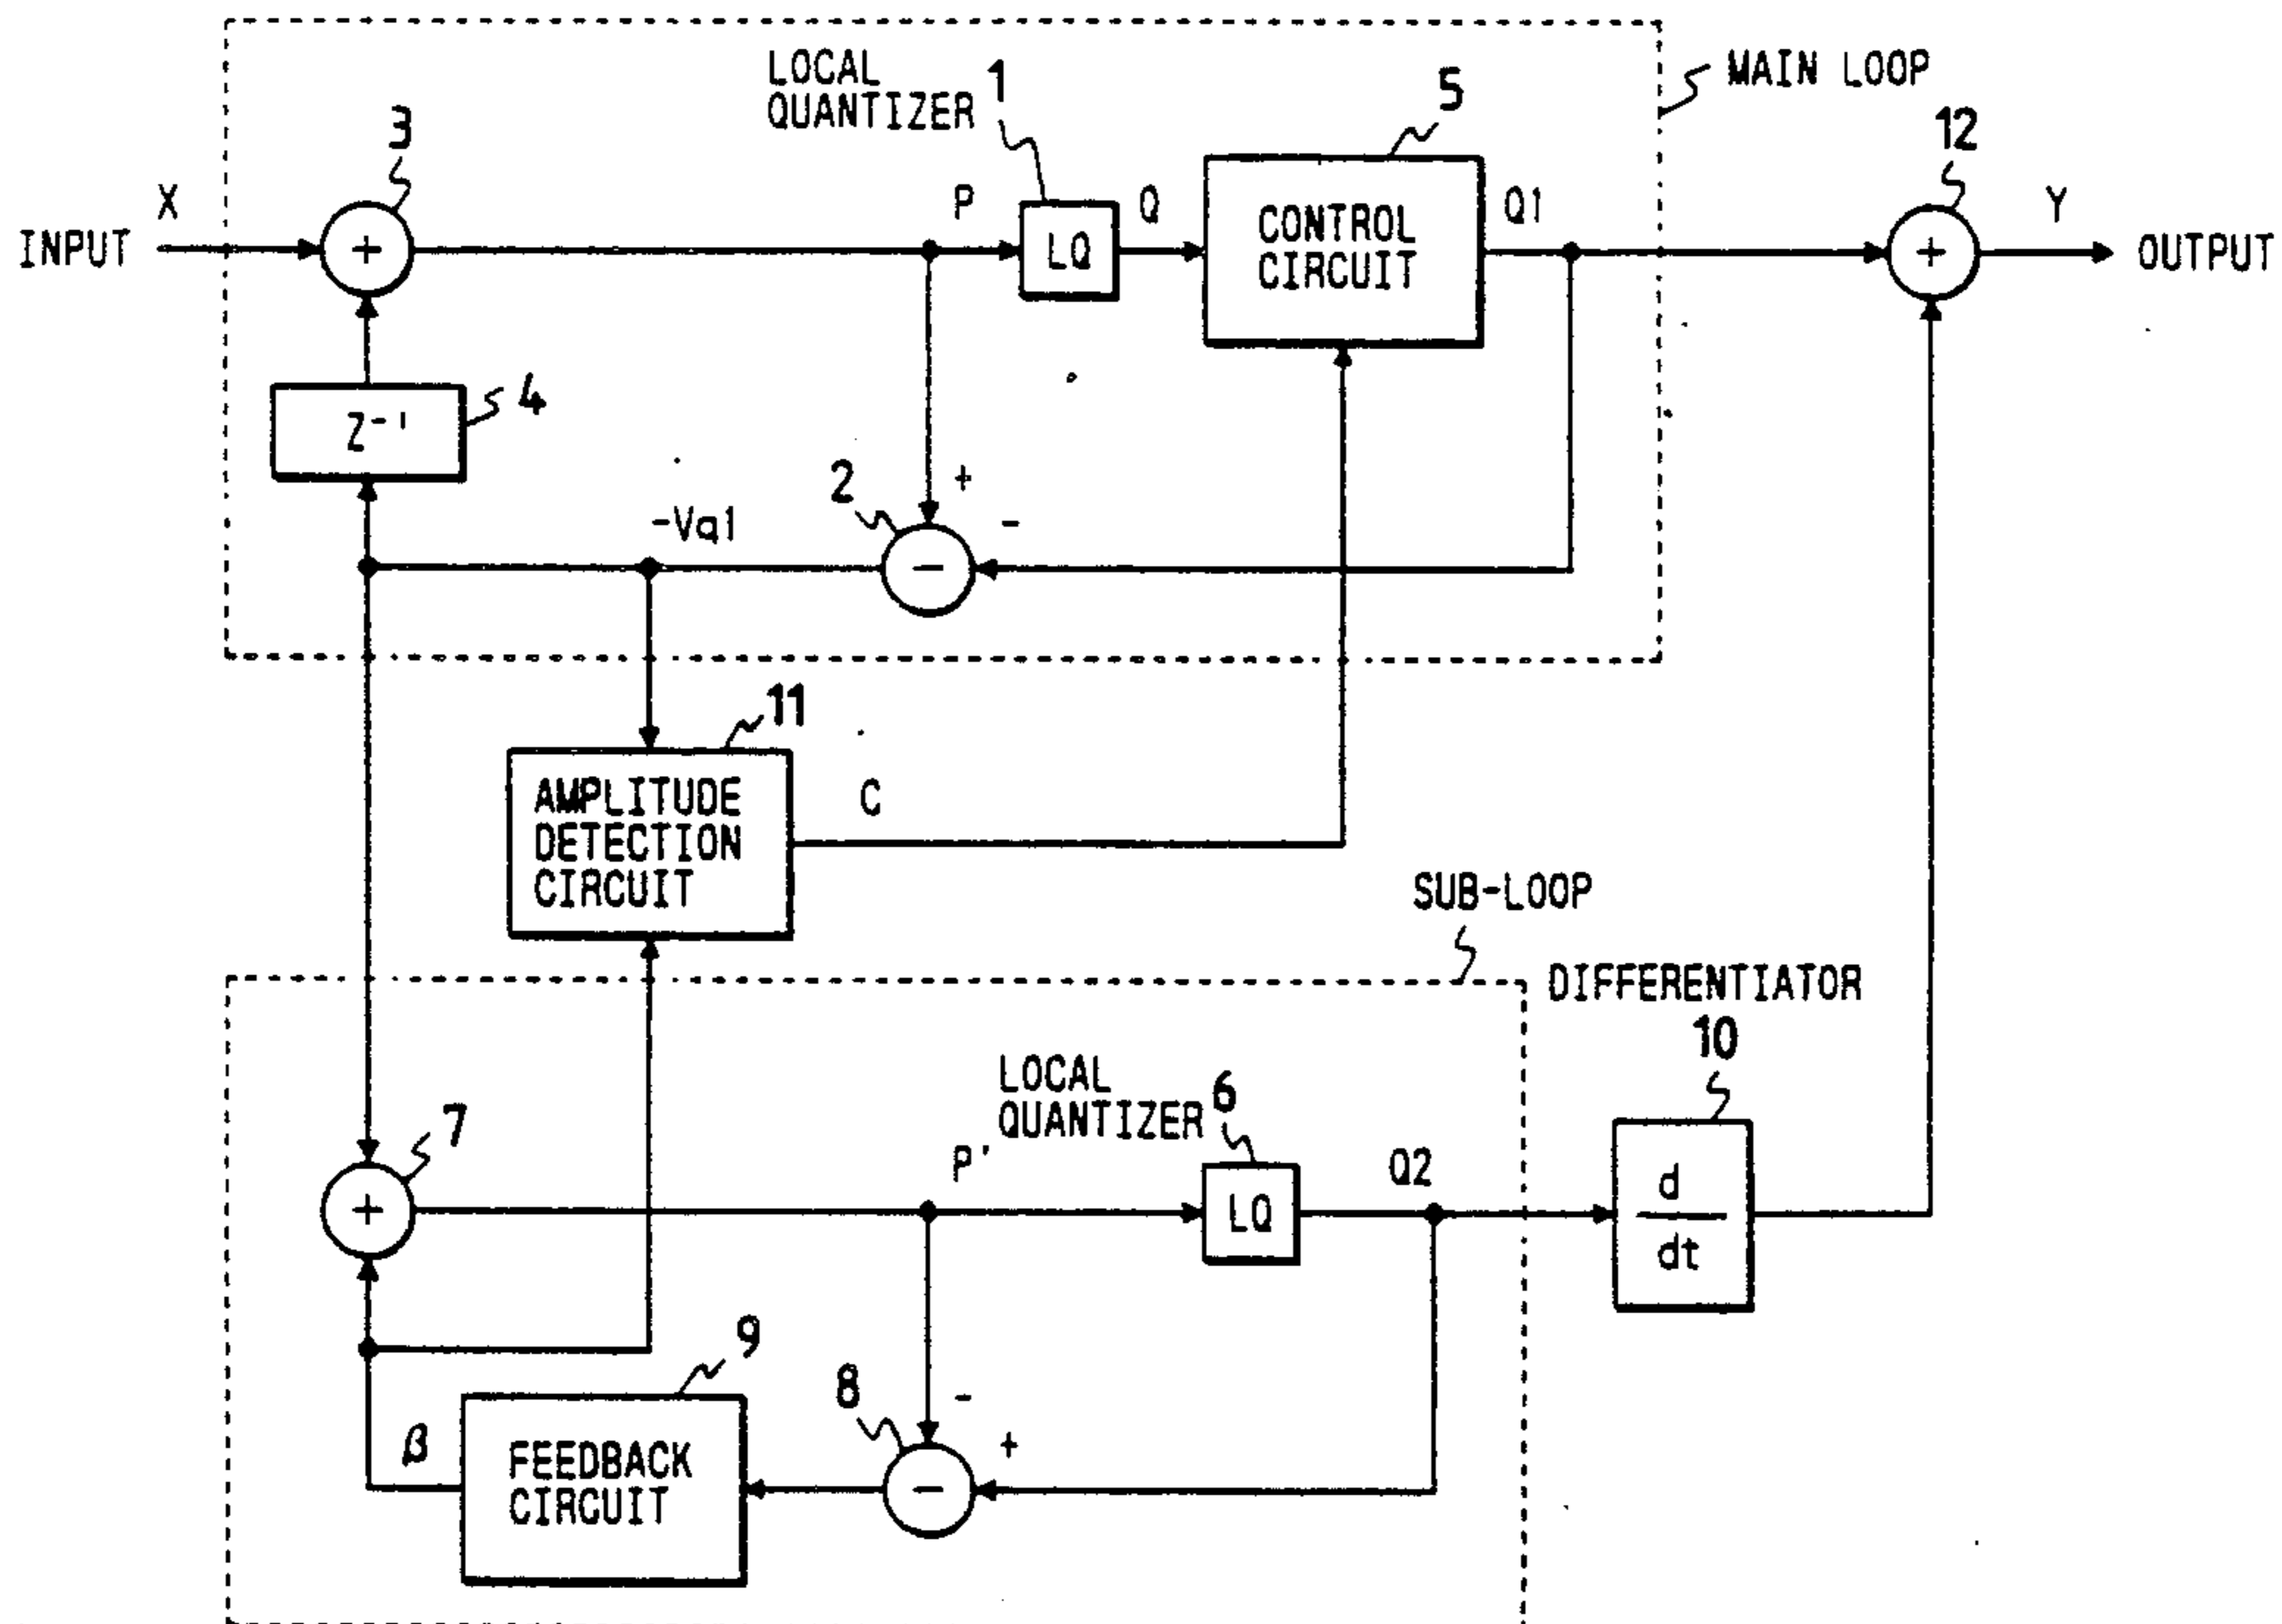 LOCAL
QUANTIZER
1
5
MAIN LOOP
3
12
X
P
Q
Q1
Y
INPUT
+
LQ
CONTROL
CIRCUIT
+
OUTPUT
Z⁻¹
4
2
+
-
-Vq1
-
11
AMPLITUDE
DETECTION
CIRCUIT
C
SUB-LOOP
DIFFERENTIATOR
10
LOCAL
QUANTIZER
6
7
P'
Q2
+
LQ
d
dt
9
8
-
+
β
FEEDBACK
CIRCUIT
-